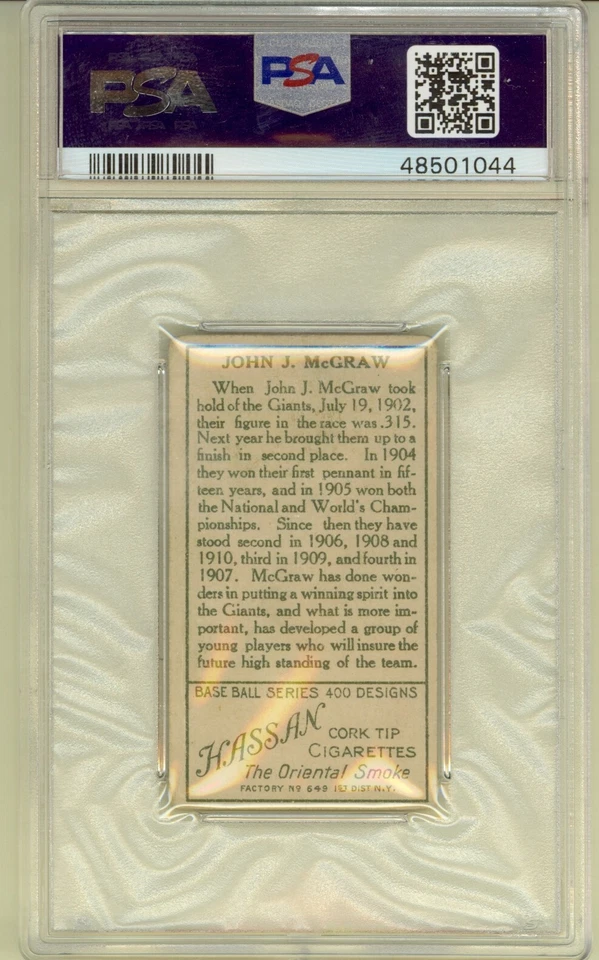 PSA
PSA
48501044
JOHN J. McGRAW
When John J. McGraw took
hold of the Giants, July 19, 1902,
their figure in the race was .315.
Next year he brought them up to a
finish in second place. In 1904
they won their first pennant in fif-
teen years, and in 1905 won both
the National and World's Cham-
pionships. Since then they have
stood second in 1906, 1908 and
1910, third in 1909, and fourth in
1907. McGraw has done won-
ders in putting a winning spirit into
the Giants, and what is more im-
portant, has developed a group of
young players who will insure the
future high standing of the team.
BASE BALL SERIES 400 DESIGNS
HASSAN
CORK TIP
CIGARETTES
The Oriental Smoke
FACTORY No 649 1st DIST N.Y.